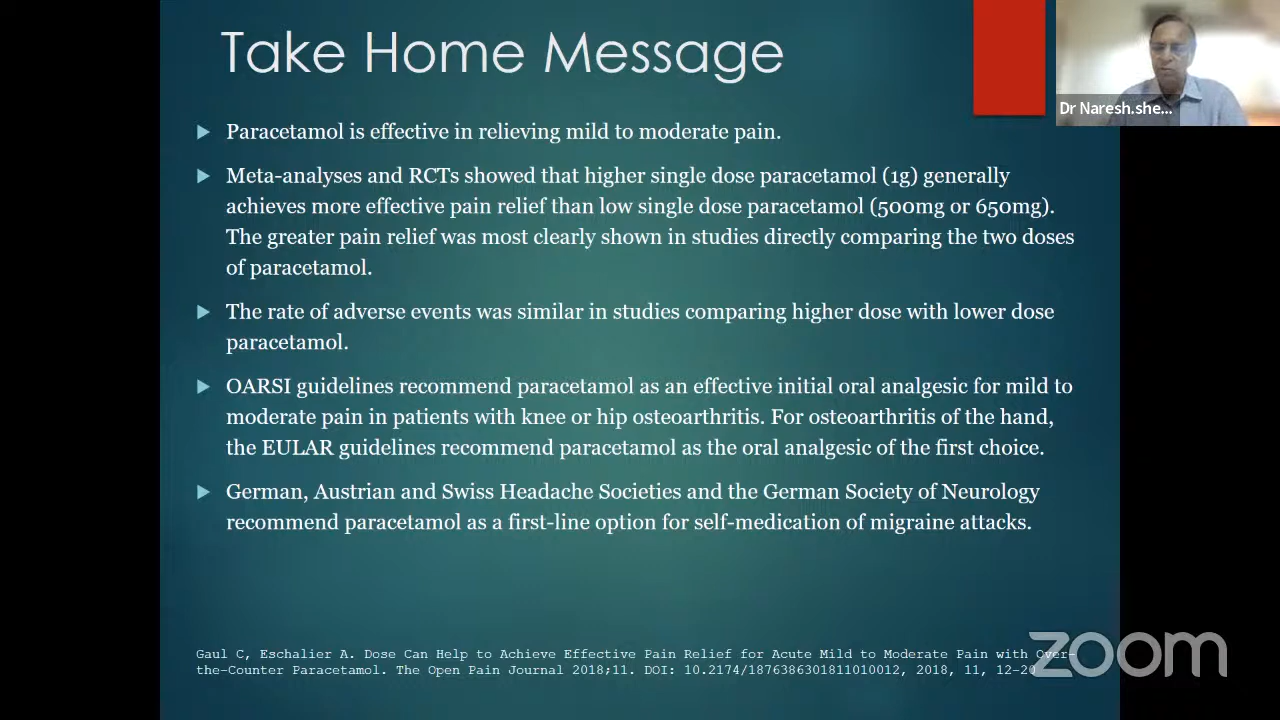 Take Home Message
Dr Naresh.she...
Paracetamol is effective in relieving mild to moderate pain.
Meta-analyses and RCTs showed that higher single dose paracetamol (1g) generally
achieves more effective pain relief than low single dose paracetamol (500mg or 650mg).
The greater pain relief was most clearly shown in studies directly comparing the two doses
of paracetamol.
The rate of adverse events was similar in studies comparing higher dose with lower dose
paracetamol.
OARSI guidelines recommend paracetamol as an effective initial oral analgesic for mild to
moderate pain in patients with knee or hip osteoarthritis. For osteoarthritis of the hand,
the EULAR guidelines recommend paracetamol as the oral analgesic of the first choice.
German, Austrian and Swiss Headache Societies and the German Society of Neurology
recommend paracetamol as a first-line option for self-medication of migraine attacks.
Gaul C, Eschalier A. Dose Can Help to Achieve Effective Pain Relief for Acute Mild to Moderate Pain with Over-
the-Counter Paracetamol. The Open Pain Journal 2018;11. DOI: 10.2174/1876386301811010012, 2018, 11, 12-20
zoom